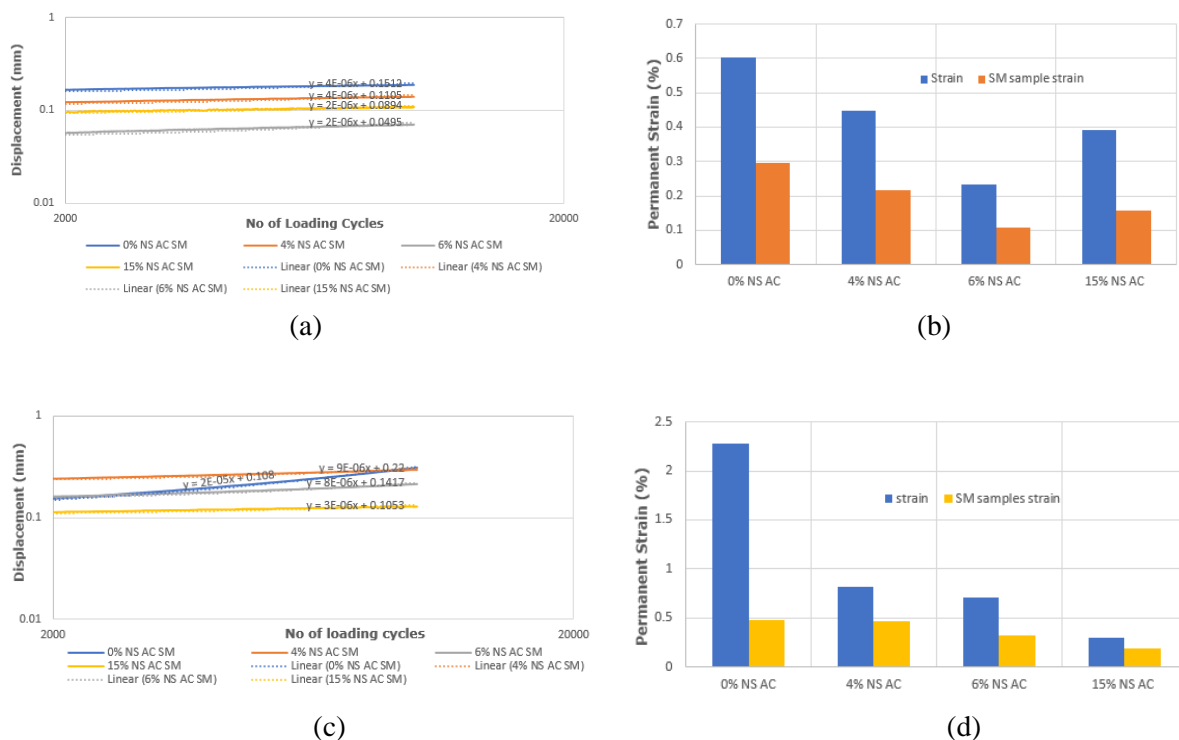 1
0.1
0.01
Displacement (mm)
y = 4E-06x + 0.1512
y = 4E-06x + 0.1105
y = 2E-06x + 0.0894
y = 2E-06x + 0.0495
2000
20000
No of Loading Cycles
0% NS AC SM
4% NS AC SM
6% NS AC SM
15% NS AC SM
Linear (0% NS AC SM)
Linear (4% NS AC SM)
Linear (6% NS AC SM)
Linear (15% NS AC SM)
(a)
0.7
0.6
0.5
0.4
0.3
0.2
0.1
0
Permanent Strain (%)
Strain
SM sample strain
0% NS AC
4% NS AC
6% NS AC
15% NS AC
(b)
1
0.1
0.01
Displacement (mm)
y = 9E-06x + 0.22
y = 2E-05x + 0.108
y = 8E-06x + 0.1417
y = 3E-06x + 0.1053
2000
20000
No of loading cycles
0% NS AC SM
4% NS AC SM
6% NS AC SM
15% NS AC SM
Linear (0% NS AC SM)
Linear (4% NS AC SM)
Linear (6% NS AC SM)
Linear (15% NS AC SM)
(c)
2.5
2
1.5
1
0.5
0
Permanent Strain (%)
strain
SM samples strain
0% NS AC
4% NS AC
6% NS AC
15% NS AC
(d)